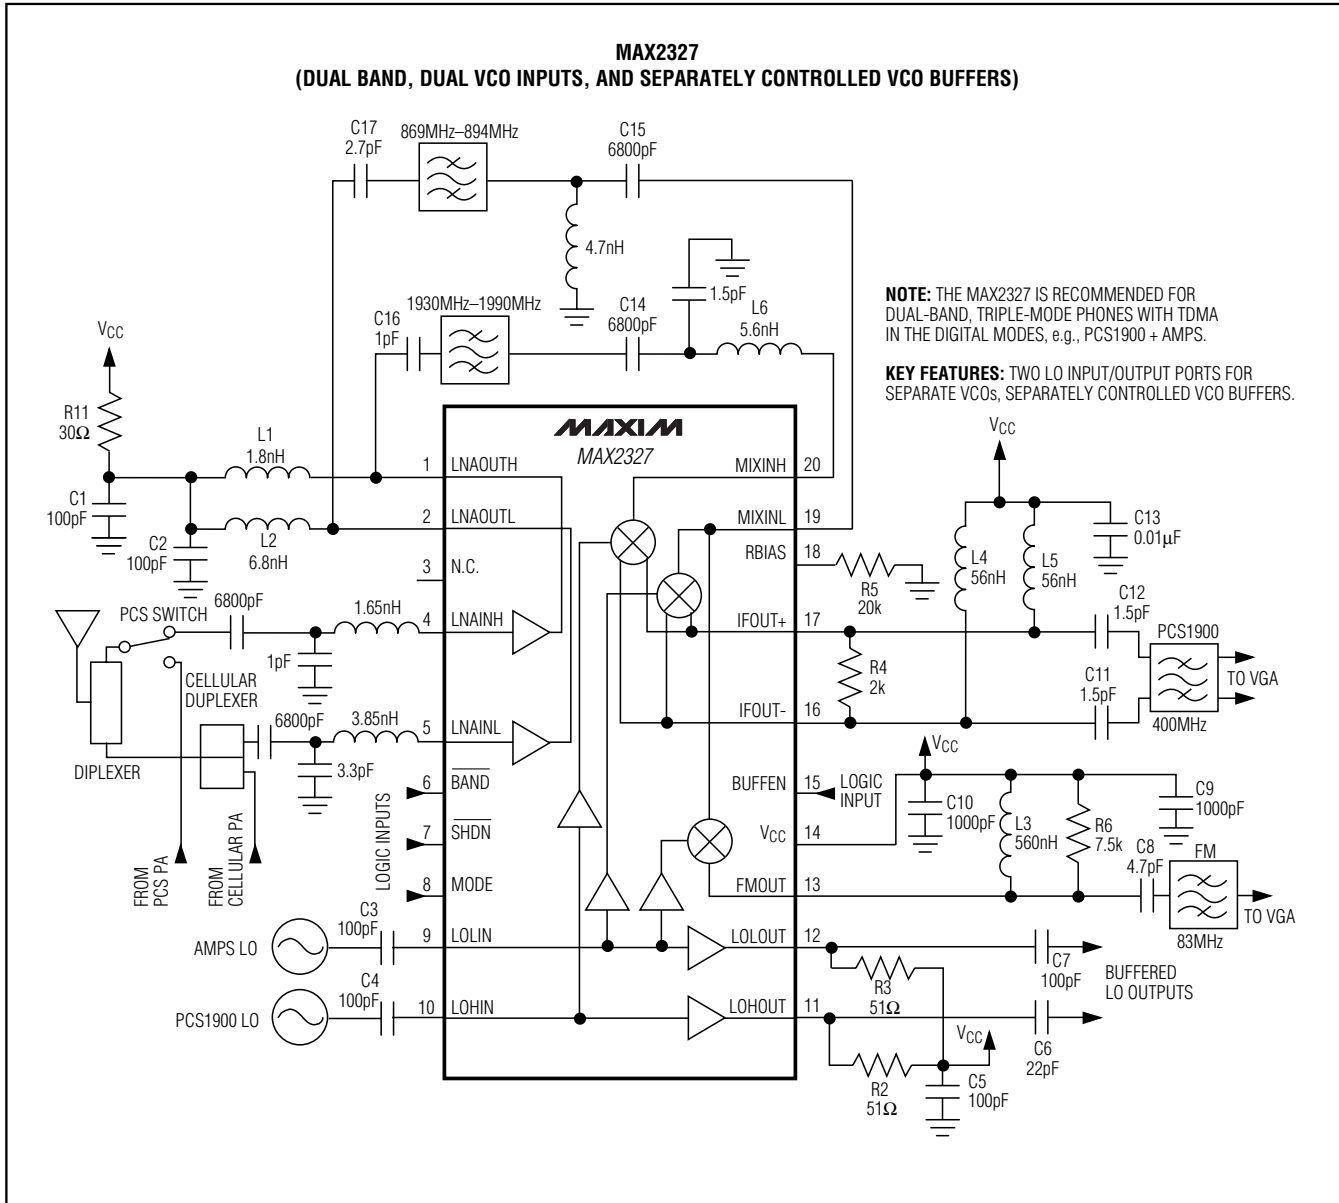 MAX2327
(DUAL BAND, DUAL VCO INPUTS, AND SEPARATELY CONTROLLED VCO BUFFERS)
C17
2.7pF
869MHz–894MHz
C15
6800pF
4.7nH
1.5pF
C16
1pF
1930MHz–1990MHz
C14
6800pF
L6
5.6nH
NOTE: THE MAX2327 IS RECOMMENDED FOR
DUAL-BAND, TRIPLE-MODE PHONES WITH TDMA
IN THE DIGITAL MODES, e.g., PCS1900 + AMPS.
KEY FEATURES: TWO LO INPUT/OUTPUT PORTS FOR
SEPARATE VCOs, SEPARATELY CONTROLLED VCO BUFFERS.
VCC
R11
30Ω
C1
100pF
L1
1.8nH
C2
100pF
L2
6.8nH
MAXIM
MAX2327
1 LNAOUTH
2 LNAOUTL
3 N.C.
4 LNAINH
5 LNAINL
6 BAND
7 SHDN
8 MODE
9 LOLIN
10 LOHIN
MIXINH 20
MIXINL 19
RBIAS 18
IFOUT+ 17
IFOUT- 16
BUFFEN 15
VCC 14
FMOUT 13
LOLOUT 12
LOHOUT 11
PCS SWITCH
6800pF
1.65nH
1pF
CELLULAR
DUPLEXER
6800pF
3.85nH
3.3pF
DIPLEXER
FROM
PCS PA
FROM
CELLULAR PA
LOGIC INPUTS
AMPS LO
C3
100pF
PCS1900 LO
C4
100pF
VCC
L4
56nH
L5
56nH
C13
0.01µF
R5
20k
R4
2k
C12
1.5pF
C11
1.5pF
PCS1900
400MHz
TO VGA
LOGIC
INPUT
VCC
C10
1000pF
L3
560nH
R6
7.5k
C9
1000pF
C8
4.7pF
FM
83MHz
TO VGA
R3
51Ω
C7
100pF
BUFFERED
LO OUTPUTS
VCC
C6
22pF
R2
51Ω
C5
100pF